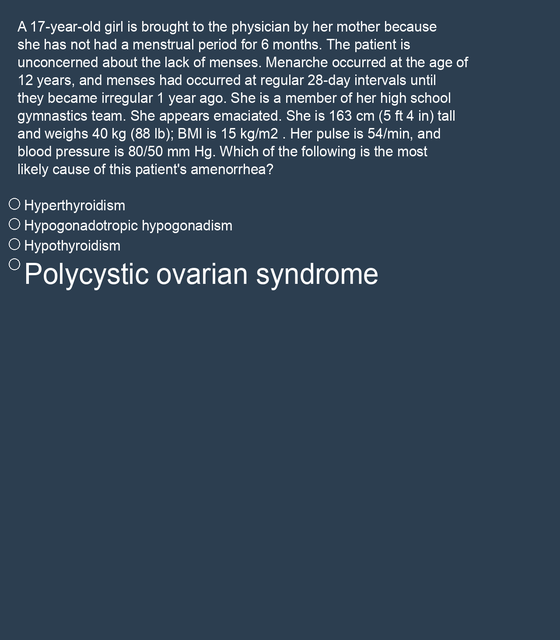 A 17-year-old girl is brought to the physician by her mother because
she has not had a menstrual period for 6 months. The patient is
unconcerned about the lack of menses. Menarche occurred at the age of
12 years, and menses had occurred at regular 28-day intervals until
they became irregular 1 year ago. She is a member of her high school
gymnastics team. She appears emaciated. She is 163 cm (5 ft 4 in) tall
and weighs 40 kg (88 lb); BMI is 15 kg/m2 . Her pulse is 54/min, and
blood pressure is 80/50 mm Hg. Which of the following is the most
likely cause of this patient's amenorrhea?
Hyperthyroidism
Hypogonadotropic hypogonadism
Hypothyroidism
Polycystic ovarian syndrome